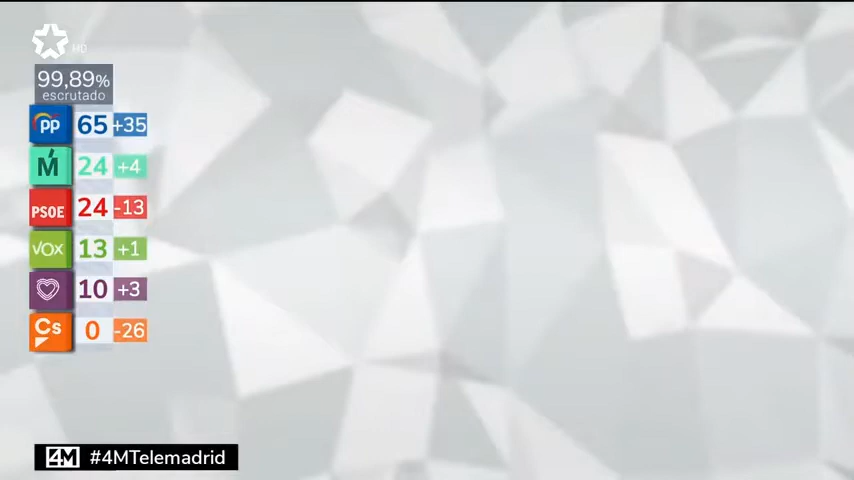 HD
99,89%
escrutado
PP 65 +35
Ḿ 24 +4
PSOE 24 -13
VOX 13 +1
10 +3
Cs 0 -26
4M #4MTelemadrid